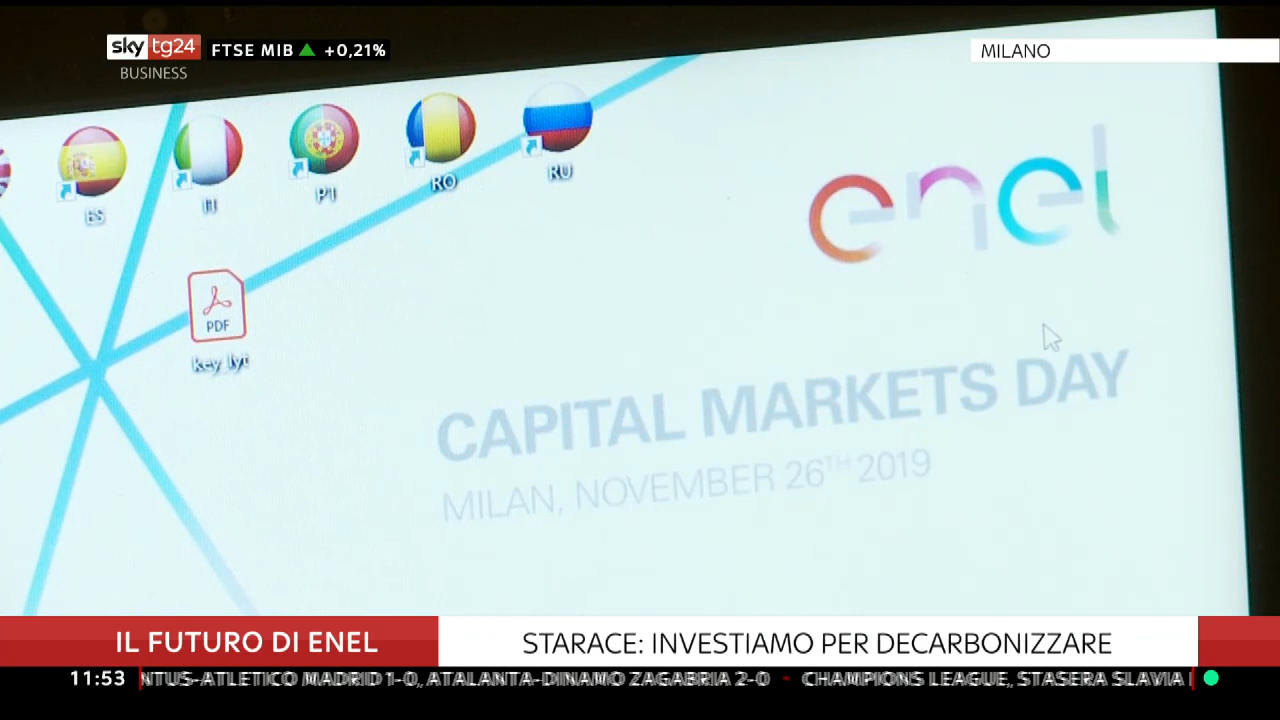 sky tg24
BUSINESS
FTSE MIB +0,21%
MILANO
ES
IT
PT
RO
RU
enel
PDF
key_lyt
CAPITAL MARKETS DAY
MILAN, NOVEMBER 26TH 2019
IL FUTURO DI ENEL
STARACE: INVESTIAMO PER DECARBONIZZARE
11:53
NTUS-ATLETICO MADRID 1-0, ATALANTA-DINAMO ZAGABRIA 2-0 - CHAMPIONS LEAGUE, STASERA SLAVIA